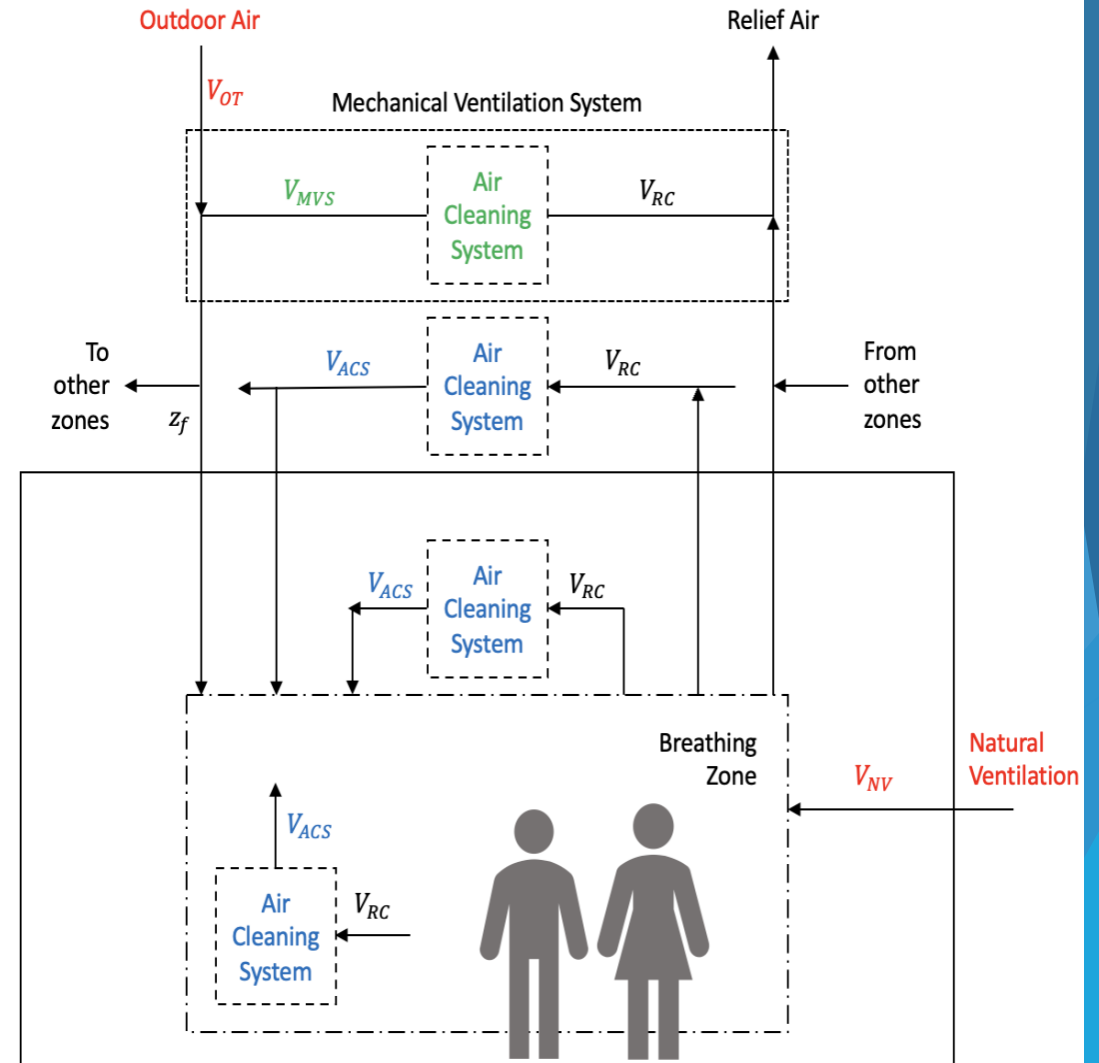 Outdoor Air
Relief Air
V_OT
Mechanical Ventilation System
V_MVS
Air
Cleaning
System
V_RC
To
other
zones
z_f
V_ACS
Air
Cleaning
System
V_RC
From
other
zones
V_ACS
Air
Cleaning
System
V_RC
Breathing
Zone
Natural
Ventilation
V_NV
V_ACS
Air
Cleaning
System
V_RC